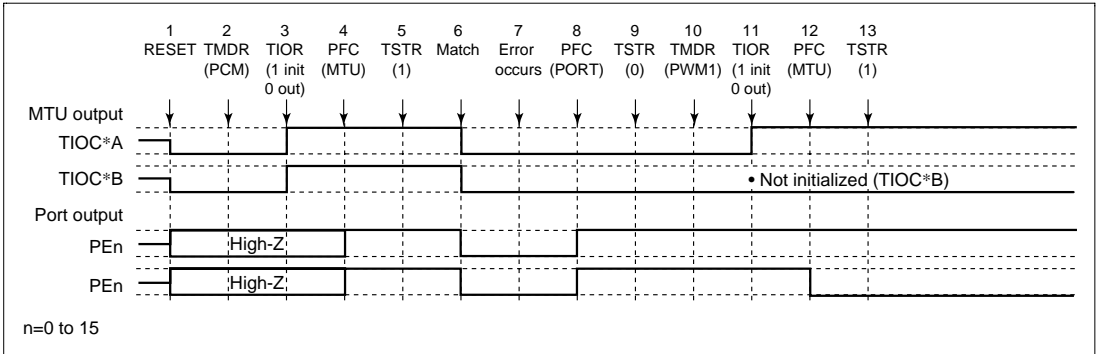 1 2 3 4 5 6 7 8 9 10 11 12 13
RESET TMDR TIOR PFC TSTR Match Error PFC TSTR TMDR TIOR PFC TSTR
(PCM) (1 init (MTU) (1) occurs (PORT) (0) (PWM1) (1 init (MTU) (1)
0 out) 0 out)
MTU output
TIOC*A
TIOC*B • Not initialized (TIOC*B)
Port output
PEn High-Z
PEn High-Z
n=0 to 15